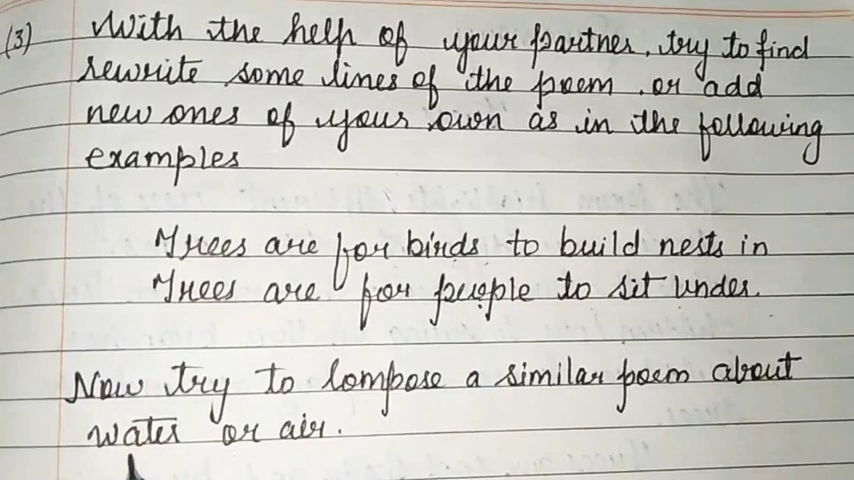 (3) With the help of your partner, try to find
rewrite some lines of the poem, or add
new ones of your own as in the following
examples
Trees are for birds to build nests in
Trees are for people to sit under.
Now try to Compose a similar poem about
water or air.